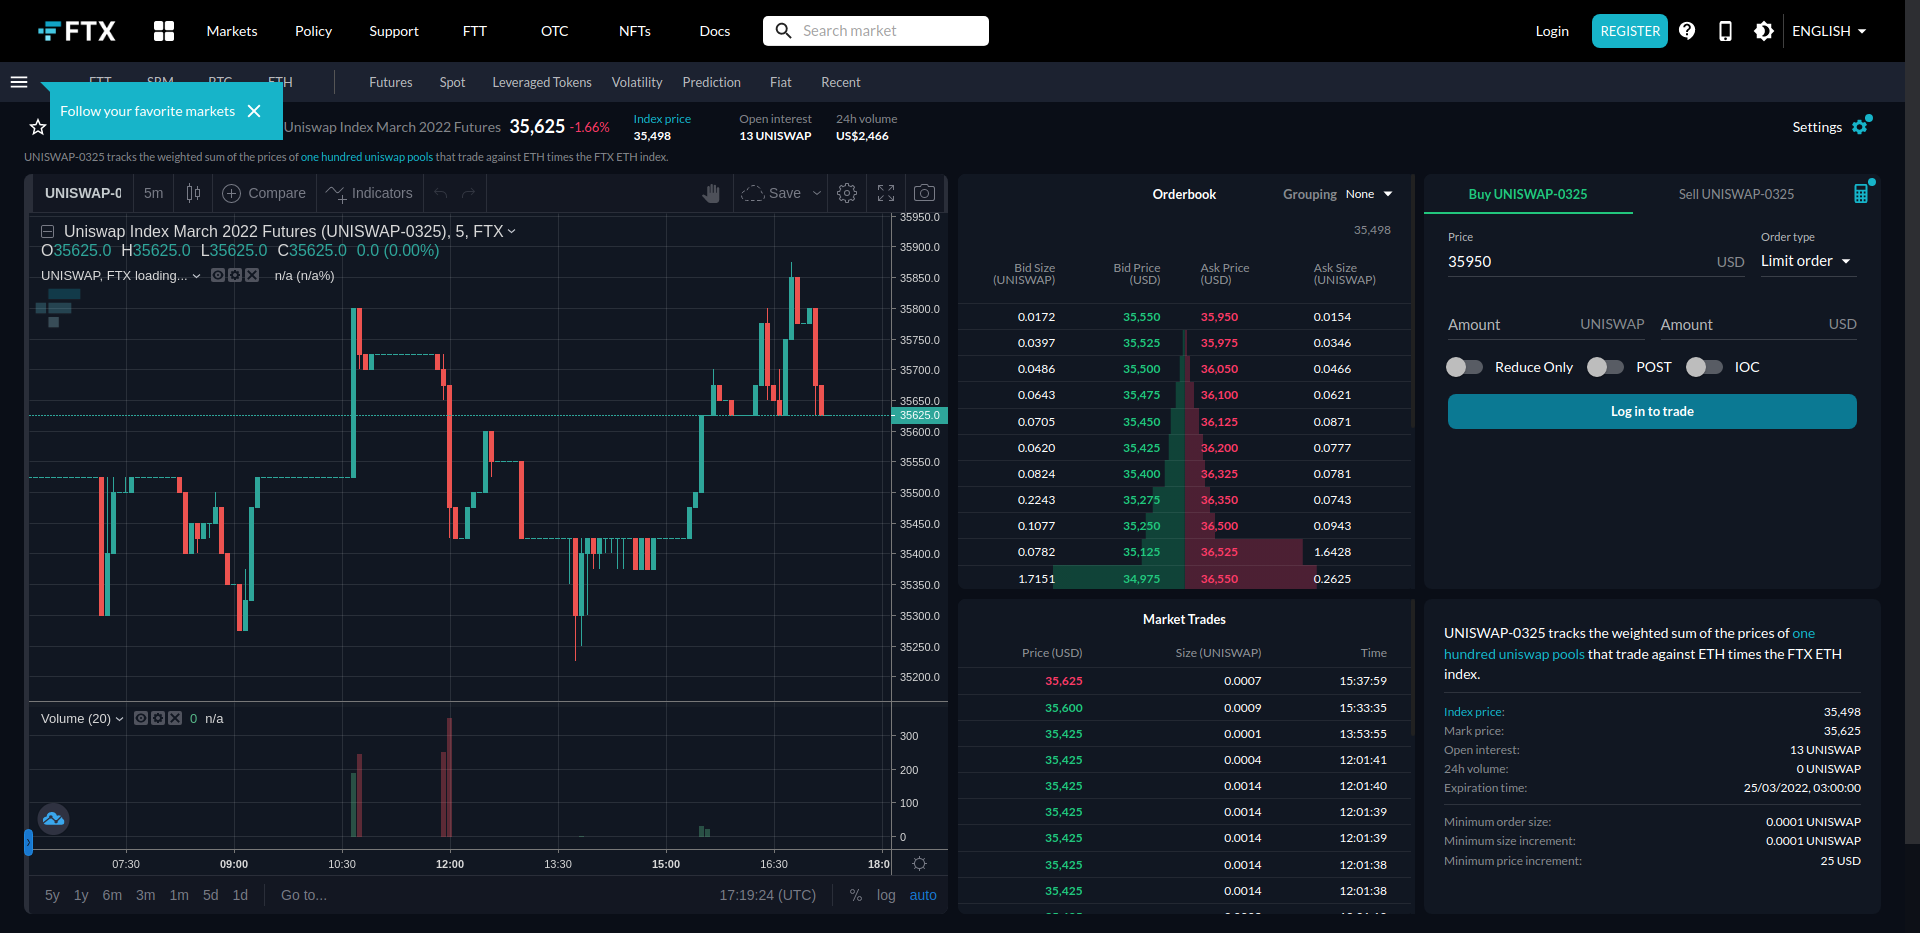 FTX Markets Policy Support FTT OTC NFTs Docs Search market Login REGISTER ENGLISH
Futures Spot Leveraged Tokens Volatility Prediction Fiat Recent
Follow your favorite markets
Uniswap Index March 2022 Futures 35,625 -1.66%
Index price
35,498
Open interest
13 UNISWAP
24h volume
US$2,466
Settings
UNISWAP-0325 tracks the weighted sum of the prices of one hundred uniswap pools that trade against ETH times the FTX ETH index.
UNISWAP-0 5m Compare Indicators Save
Uniswap Index March 2022 Futures (UNISWAP-0325), 5, FTX
O35625.0 H35625.0 L35625.0 C35625.0 0.0 (0.00%)
UNISWAP, FTX loading... n/a (n/a%)
35950.0
35900.0
35850.0
35800.0
35750.0
35700.0
35650.0
35625.0
35600.0
35550.0
35500.0
35450.0
35400.0
35350.0
35300.0
35250.0
35200.0
Volume (20) 0 n/a
300
200
100
0
07:30 09:00 10:30 12:00 13:30 15:00 16:30 18:0
5y 1y 6m 3m 1m 5d 1d Go to... 17:19:24 (UTC) % log auto
Orderbook Grouping None
35,498
Bid Size (UNISWAP) Bid Price (USD) Ask Price (USD) Ask Size (UNISWAP)
0.0172 35,550 35,950 0.0154
0.0397 35,525 35,975 0.0346
0.0486 35,500 36,050 0.0466
0.0643 35,475 36,100 0.0621
0.0705 35,450 36,125 0.0871
0.0620 35,425 36,200 0.0777
0.0824 35,400 36,325 0.0781
0.2243 35,275 36,350 0.0743
0.1077 35,250 36,500 0.0943
0.0782 35,125 36,525 1.6428
1.7151 34,975 36,550 0.2625
Market Trades
Price (USD) Size (UNISWAP) Time
35,625 0.0007 15:37:59
35,600 0.0009 15:33:35
35,425 0.0001 13:53:55
35,425 0.0004 12:01:41
35,425 0.0014 12:01:40
35,425 0.0014 12:01:39
35,425 0.0014 12:01:39
35,425 0.0014 12:01:38
35,425 0.0014 12:01:38
Buy UNISWAP-0325 Sell UNISWAP-0325
Price Order type
35950 USD Limit order
Amount UNISWAP Amount USD
Reduce Only POST IOC
Log in to trade
UNISWAP-0325 tracks the weighted sum of the prices of one
hundred uniswap pools that trade against ETH times the FTX ETH
index.
Index price: 35,498
Mark price: 35,625
Open interest: 13 UNISWAP
24h volume: 0 UNISWAP
Expiration time: 25/03/2022, 03:00:00
Minimum order size: 0.0001 UNISWAP
Minimum size increment: 0.0001 UNISWAP
Minimum price increment: 25 USD